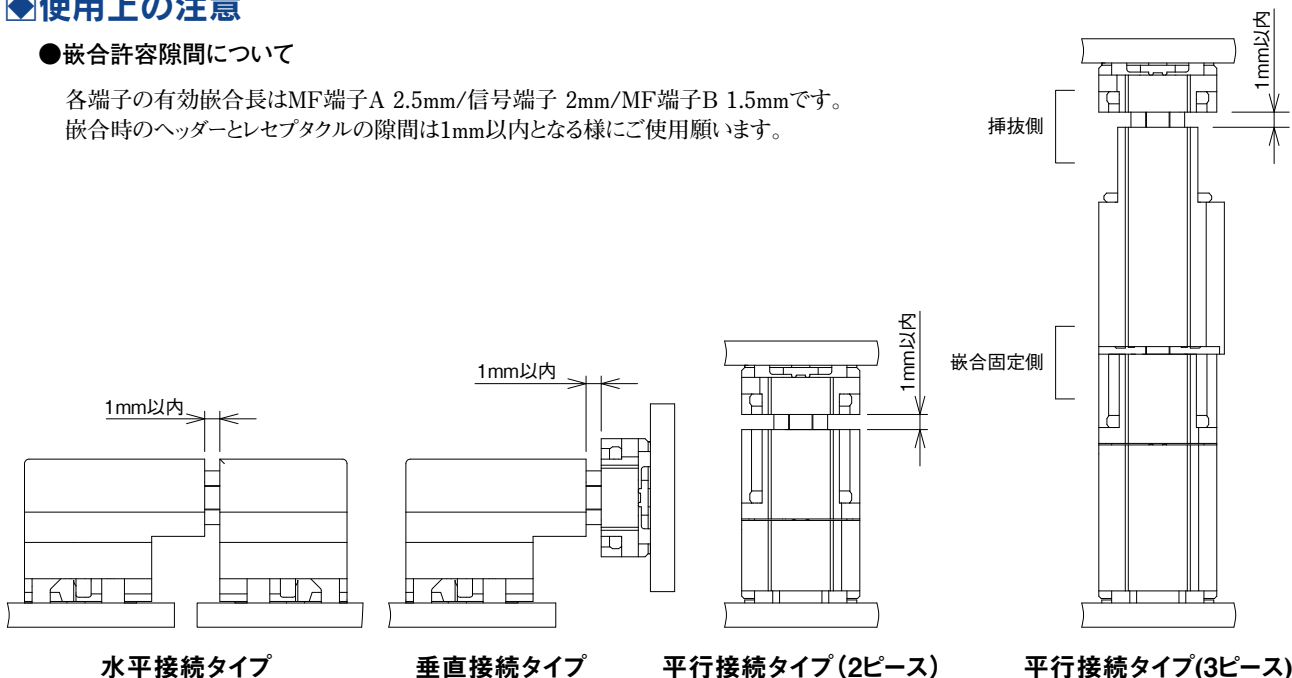 ◆使用上の注意
●嵌合許容隙間について
各端子の有効嵌合長はMF端子A 2.5mm/信号端子 2mm/MF端子B 1.5mmです。
嵌合時のヘッダーとレセプタクルの隙間は1mm以内となる様にご使用願います。
1mm以内
1mm以内
1mm以内
1mm以内
挿抜側
嵌合固定側
水平接続タイプ
垂直接続タイプ
平行接続タイプ（2ピース）
平行接続タイプ(3ピース)